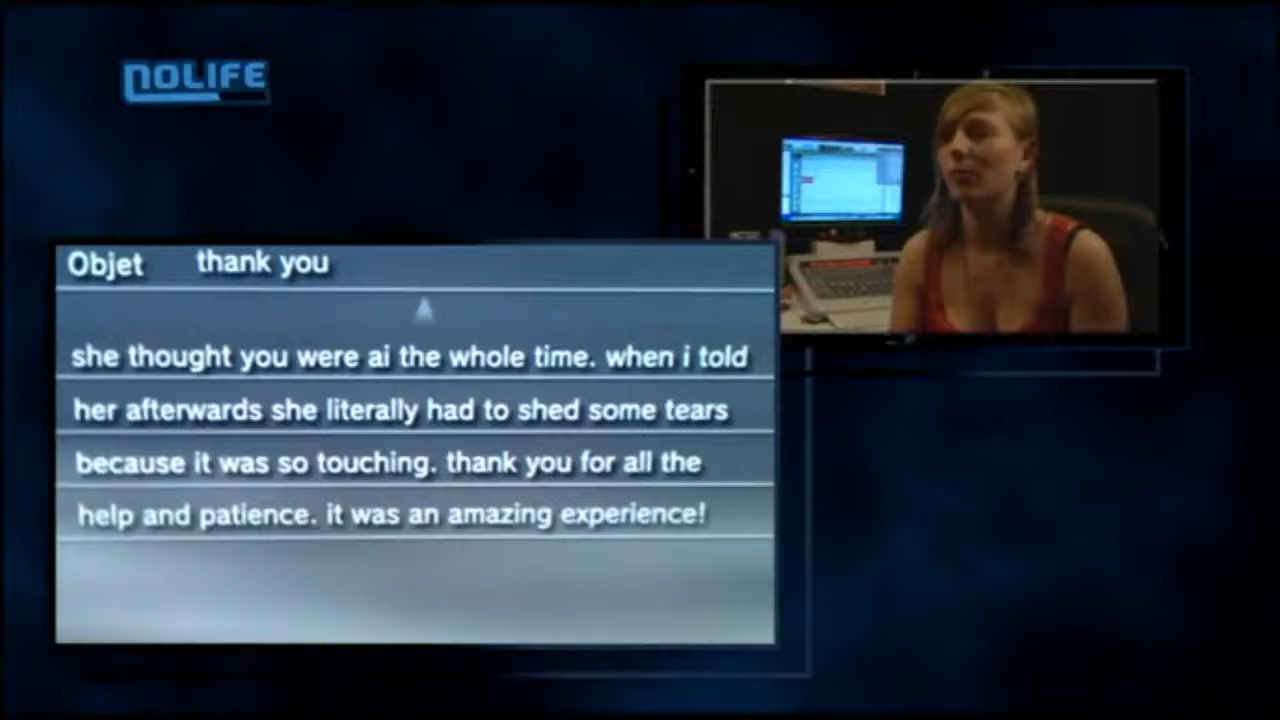 NOLIFE
Objet thank you
she thought you were ai the whole time. when i told
her afterwards she literally had to shed some tears
because it was so touching. thank you for all the
help and patience. it was an amazing experience!